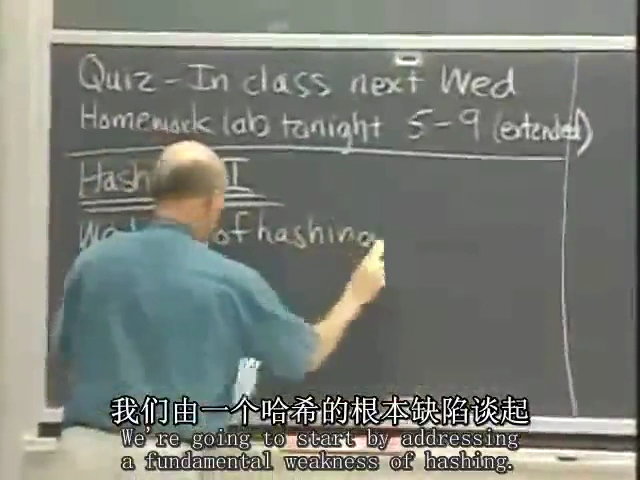 Quiz - In class next Wed
Homework lab tonight 5-9 (extended)
Hash I
of hashing
我们由一个哈希的根本缺陷谈起
We're going to start by addressing
a fundamental weakness of hashing.